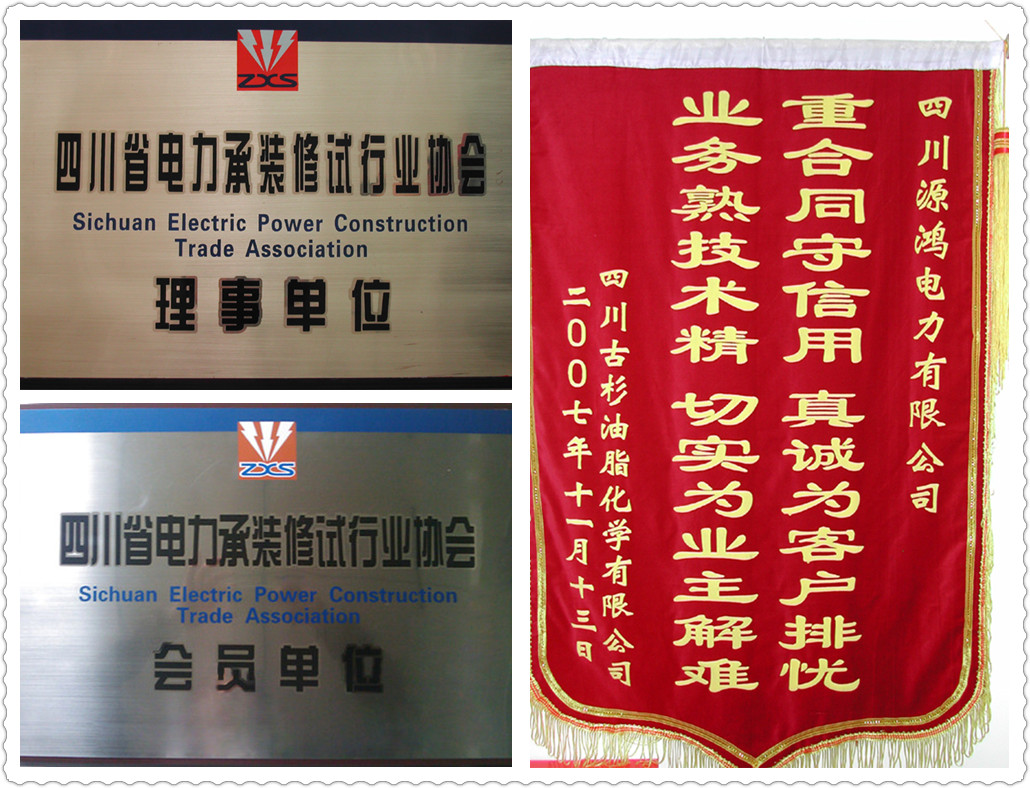 ZXS
四川省电力承装修试行业协会
Sichuan Electric Power Construction
Trade Association
理事单位
ZXS
四川省电力承装修试行业协会
Sichuan Electric Power Construction
Trade Association
会员单位
四川源鸿电力有限公司
重合同守信用 真诚为客户排忧
业务熟技术精 切实为业主解难
四川古杉油脂化学有限公司
二00七年十一月十三日